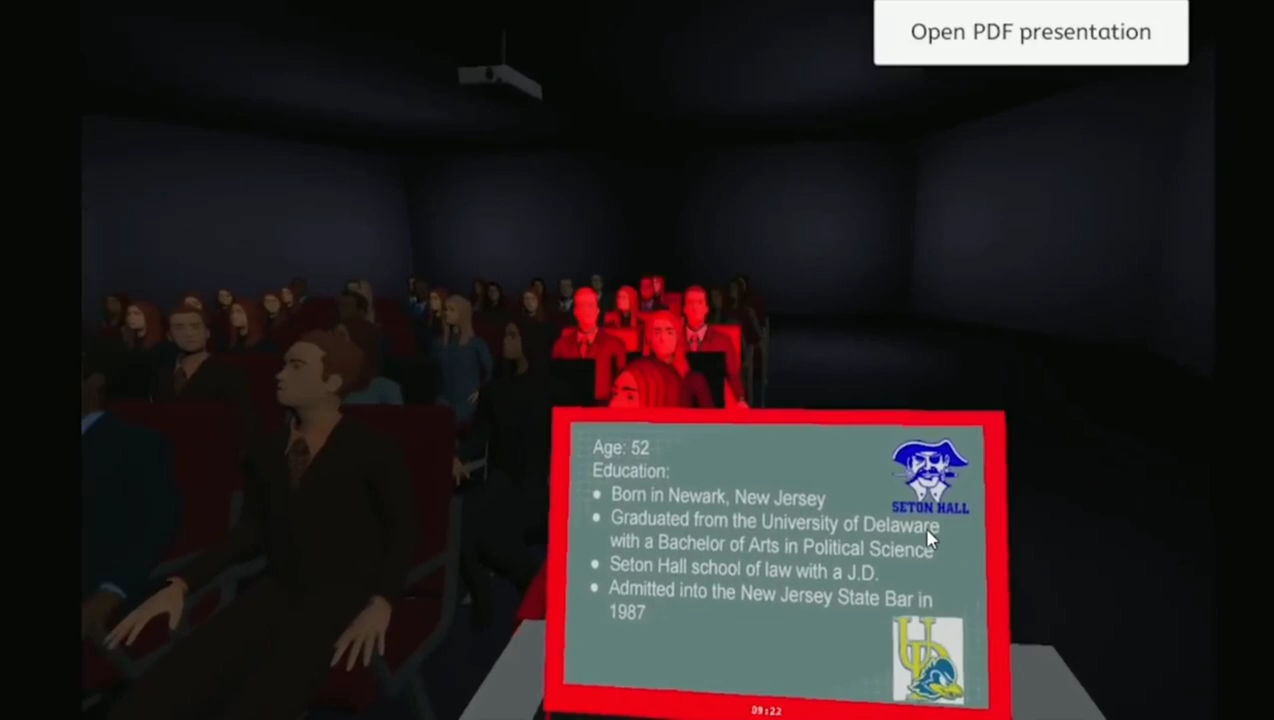 Open PDF presentation
Age: 52
Education:
• Born in Newark, New Jersey
• Graduated from the University of Delaware
with a Bachelor of Arts in Political Science
• Seton Hall school of law with a J.D.
• Admitted into the New Jersey State Bar in
1987
SETON HALL
UD
09:22